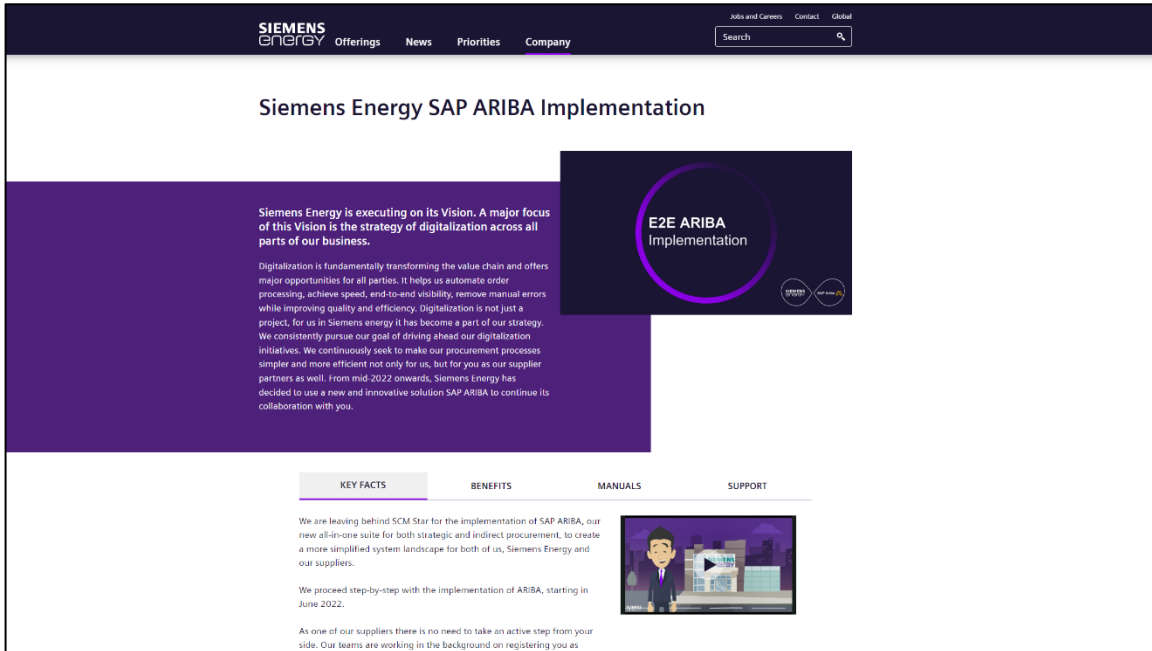 Jobs and Careers Contact Global
SIEMENS
energy
Offerings News Priorities Company
Search
Siemens Energy SAP ARIBA Implementation
Siemens Energy is executing on its Vision. A major focus
of this Vision is the strategy of digitalization across all
parts of our business.
Digitalization is fundamentally transforming the value chain and offers
major opportunities for all parties. It helps us automate order
processing, achieve speed, end-to-end visibility, remove manual errors
while improving quality and efficiency. Digitalization is not just a
project, for us in Siemens energy it has become a part of our strategy.
We consistently pursue our goal of driving ahead our digitalization
initiatives. We continuously seek to make our procurement processes
simpler and more efficient not only for us, but for you as our supplier
partners as well. From mid-2022 onwards, Siemens Energy has
decided to use a new and innovative solution SAP ARIBA to continue its
collaboration with you.
E2E ARIBA
Implementation
SIEMENS
energy
SAP Ariba
KEY FACTS BENEFITS MANUALS SUPPORT
We are leaving behind SCM Star for the implementation of SAP ARIBA, our
new all-in-one suite for both strategic and indirect procurement, to create
a more simplified system landscape for both of us, Siemens Energy and
our suppliers.
We proceed step-by-step with the implementation of ARIBA, starting in
June 2022.
As one of our suppliers there is no need to take an active step from your
side. Our teams are working in the background on registering you as
SIEMENS
energy